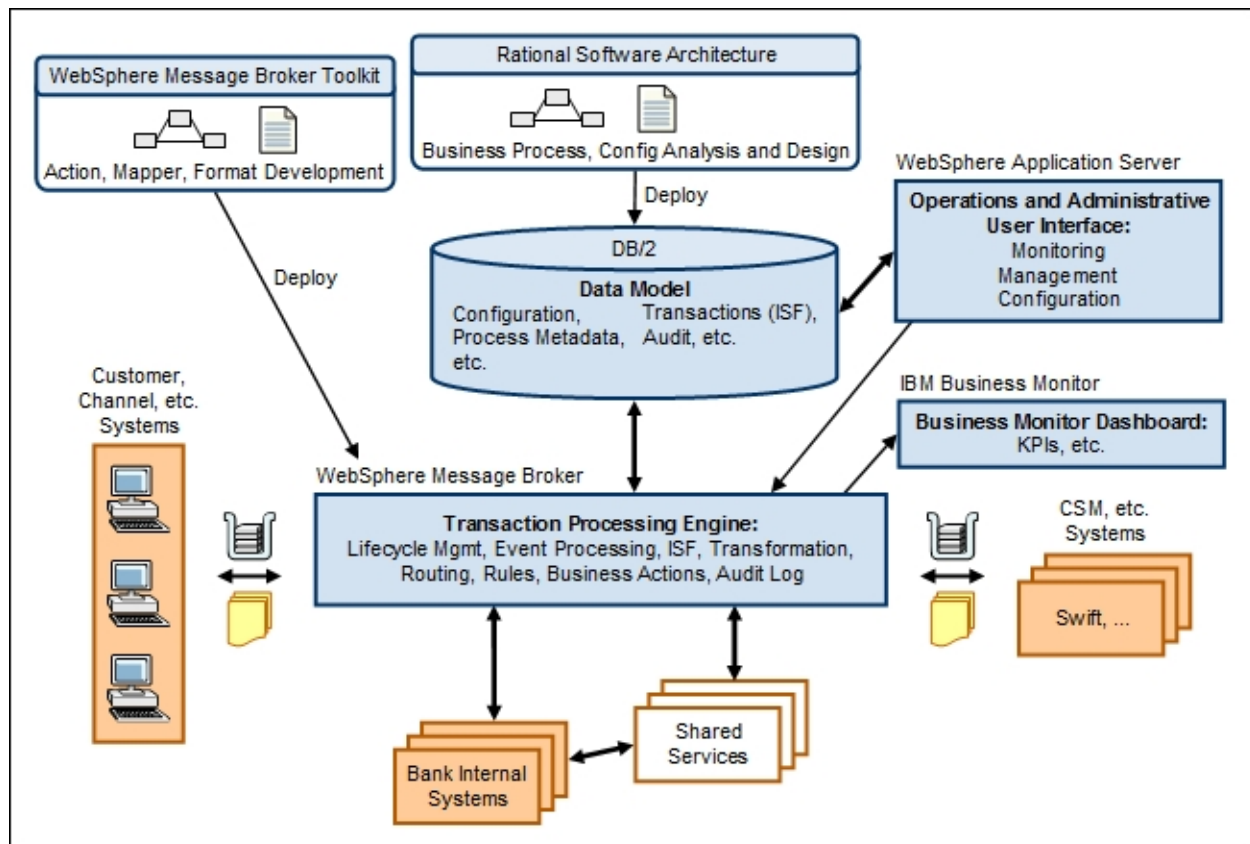 WebSphere Message Broker Toolkit
Action, Mapper, Format Development
Rational Software Architecture
Business Process, Config Analysis and Design
Deploy
Deploy
WebSphere Application Server
Operations and Administrative
User Interface:
Monitoring
Management
Configuration
DB/2
Data Model
Configuration,
Process Metadata,
etc.
Transactions (ISF),
Audit, etc.
IBM Business Monitor
Business Monitor Dashboard:
KPIs, etc.
Customer,
Channel, etc.
Systems
WebSphere Message Broker
Transaction Processing Engine:
Lifecycle Mgmt, Event Processing, ISF, Transformation,
Routing, Rules, Business Actions, Audit Log
CSM, etc.
Systems
Swift, ...
Shared
Services
Bank Internal
Systems